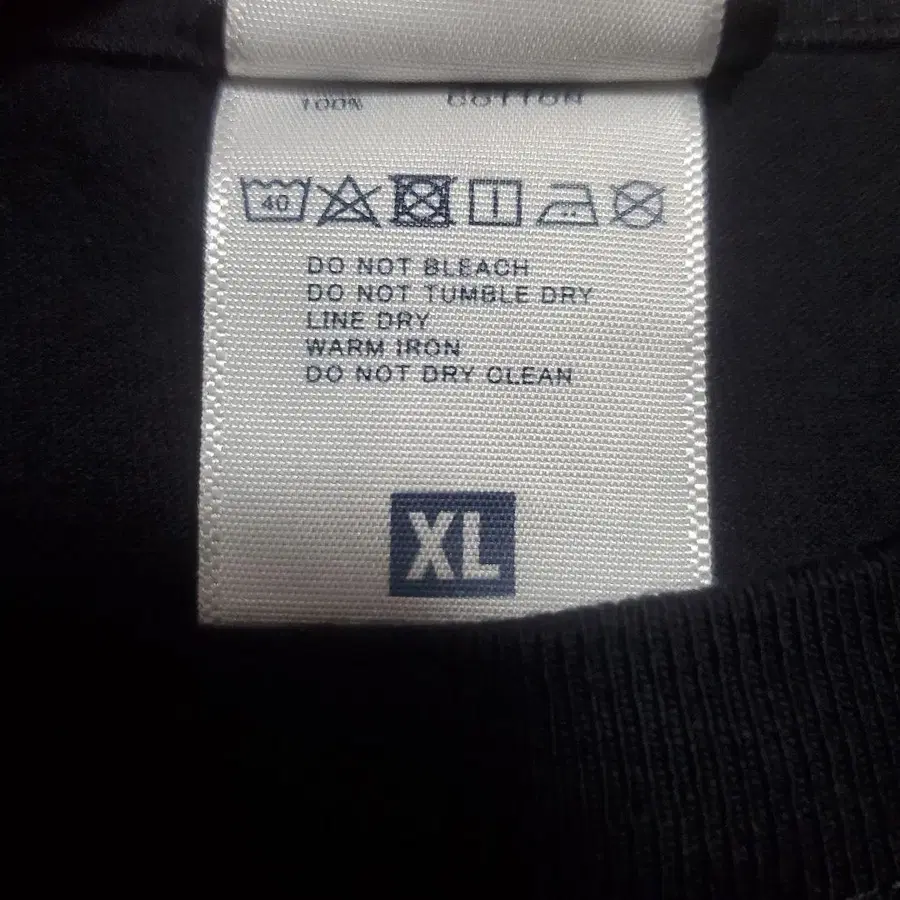 100% COTTON
40
DO NOT BLEACH
DO NOT TUMBLE DRY
LINE DRY
WARM IRON
DO NOT DRY CLEAN
XL